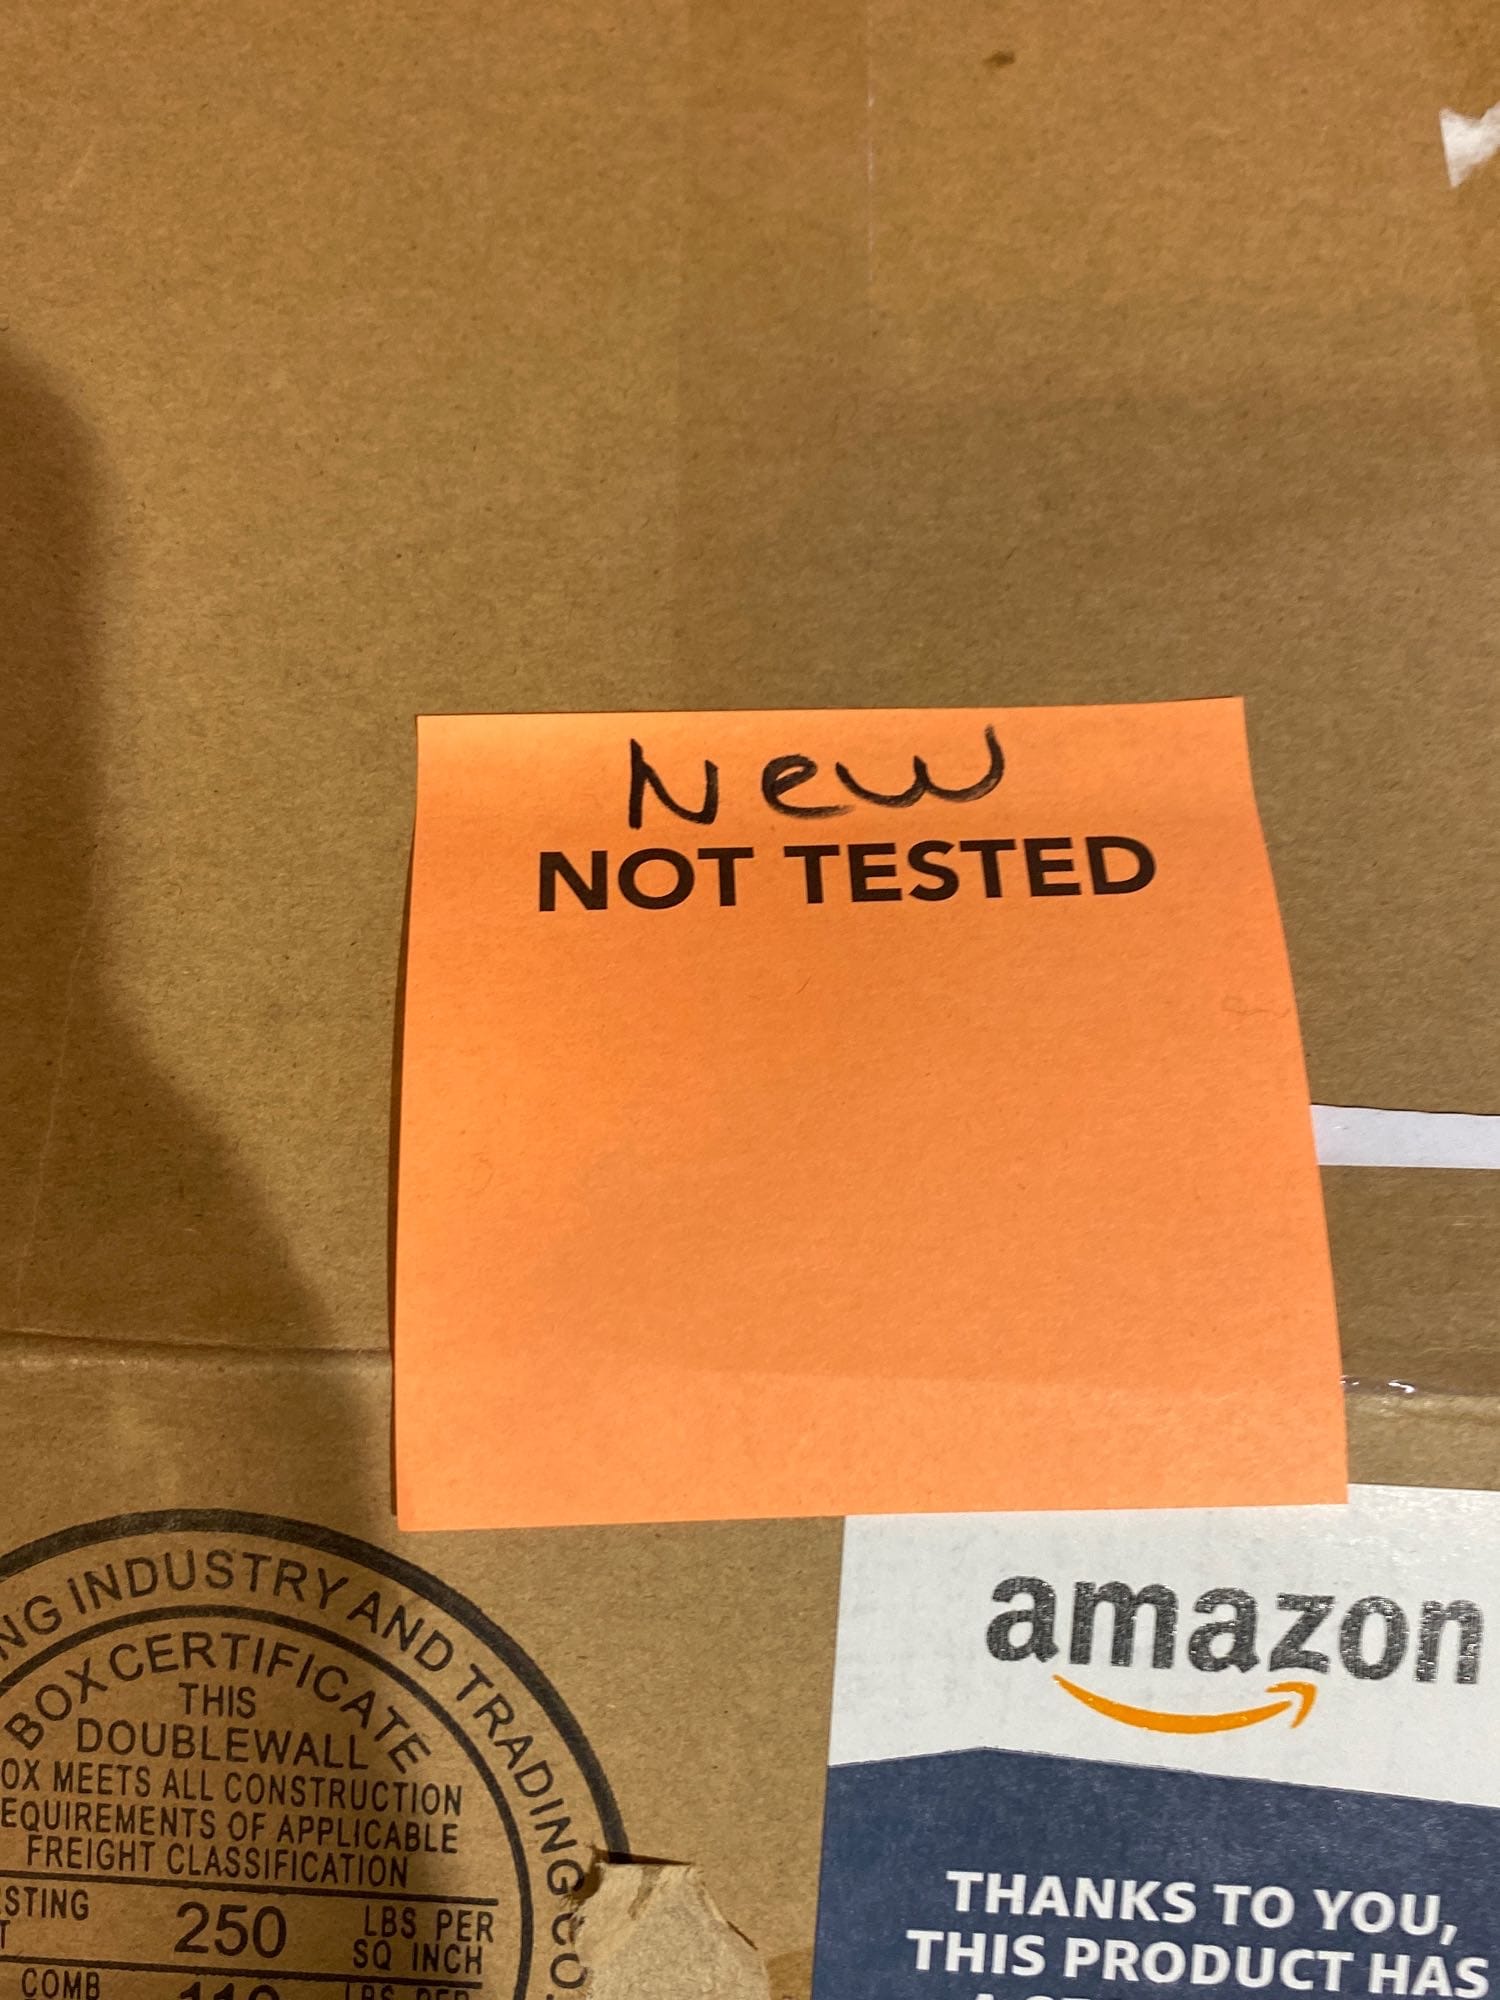 New
NOT TESTED
amazon
THANKS TO YOU,
THIS PRODUCT HAS
INDUSTRY AND TRADING CO.
BOX CERTIFICATE
THIS
DOUBLEWALL
OX MEETS ALL CONSTRUCTION
EQUIREMENTS OF APPLICABLE
FREIGHT CLASSIFICATION
STING
250
LBS PER
SQ INCH
COMB